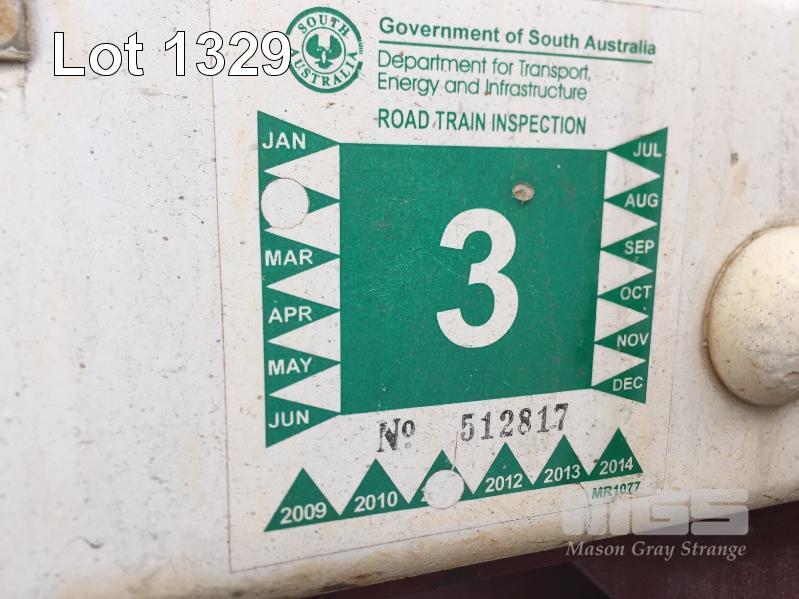 Lot 1329
SOUTH AUSTRALIA
Government of South Australia
Department for Transport,
Energy and Infrastructure
ROAD TRAIN INSPECTION
JAN
MAR
APR
MAY
JUN
3
JUL
AUG
SEP
OCT
NOV
DEC
Nº 512817
2009 2010 2012 2013 2014
MR1077
MGS
Mason Gray Strange